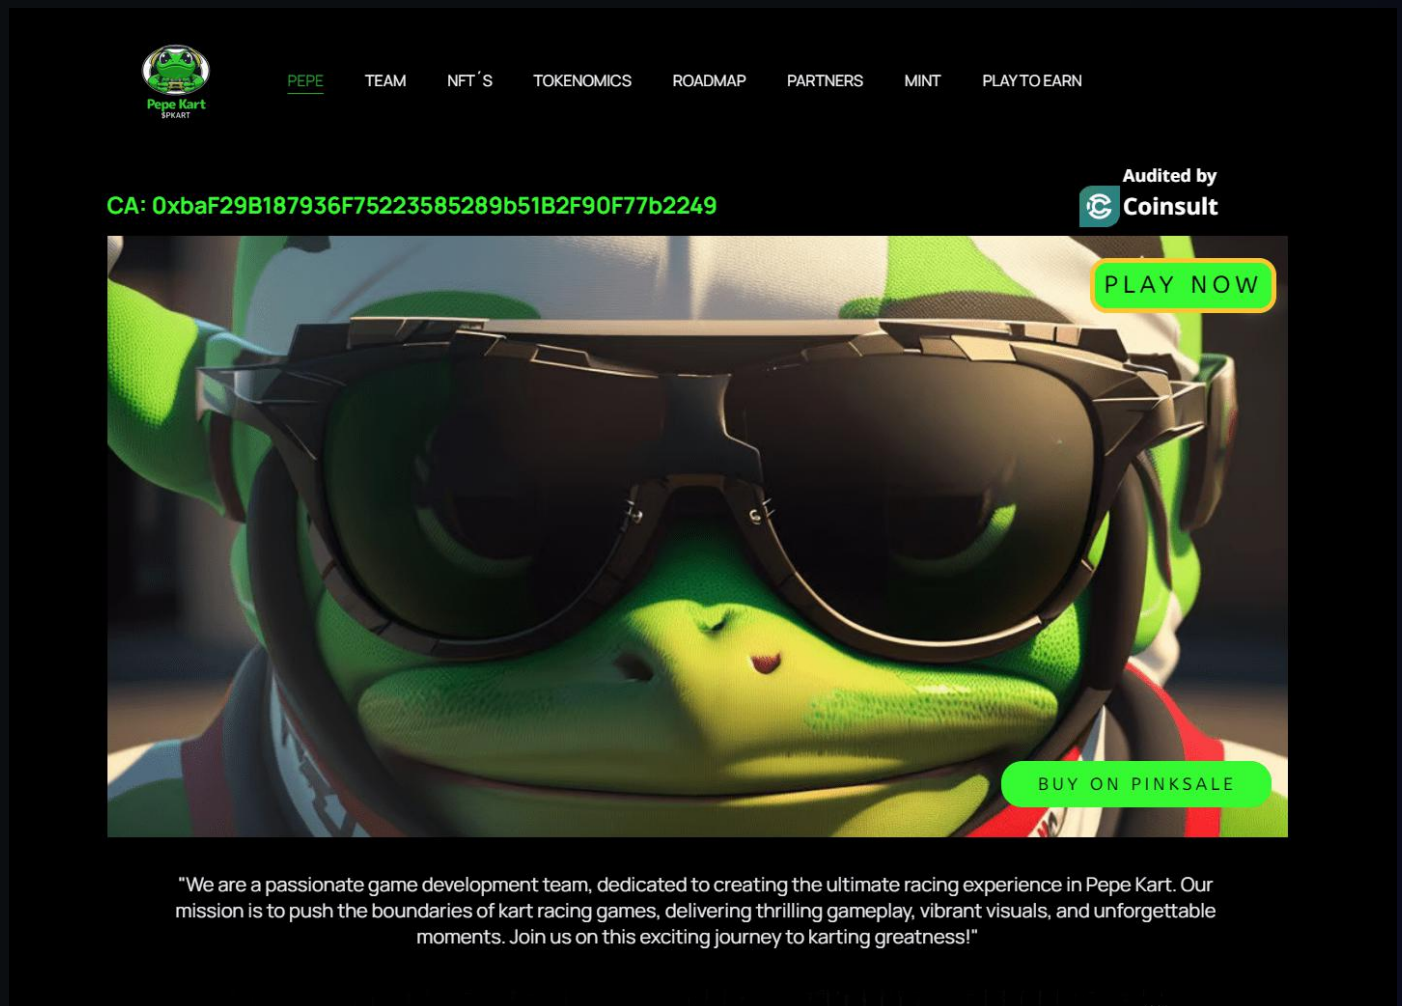 Pepe Kart
$PKART
PEPE
TEAM
NFT´S
TOKENOMICS
ROADMAP
PARTNERS
MINT
PLAY TO EARN
CA: 0xbaF29B187936F75223585289b51B2F90F77b2249
Audited by
Coinsult
PLAY NOW
BUY ON PINKSALE
"We are a passionate game development team, dedicated to creating the ultimate racing experience in Pepe Kart. Our
mission is to push the boundaries of kart racing games, delivering thrilling gameplay, vibrant visuals, and unforgettable
moments. Join us on this exciting journey to karting greatness!"